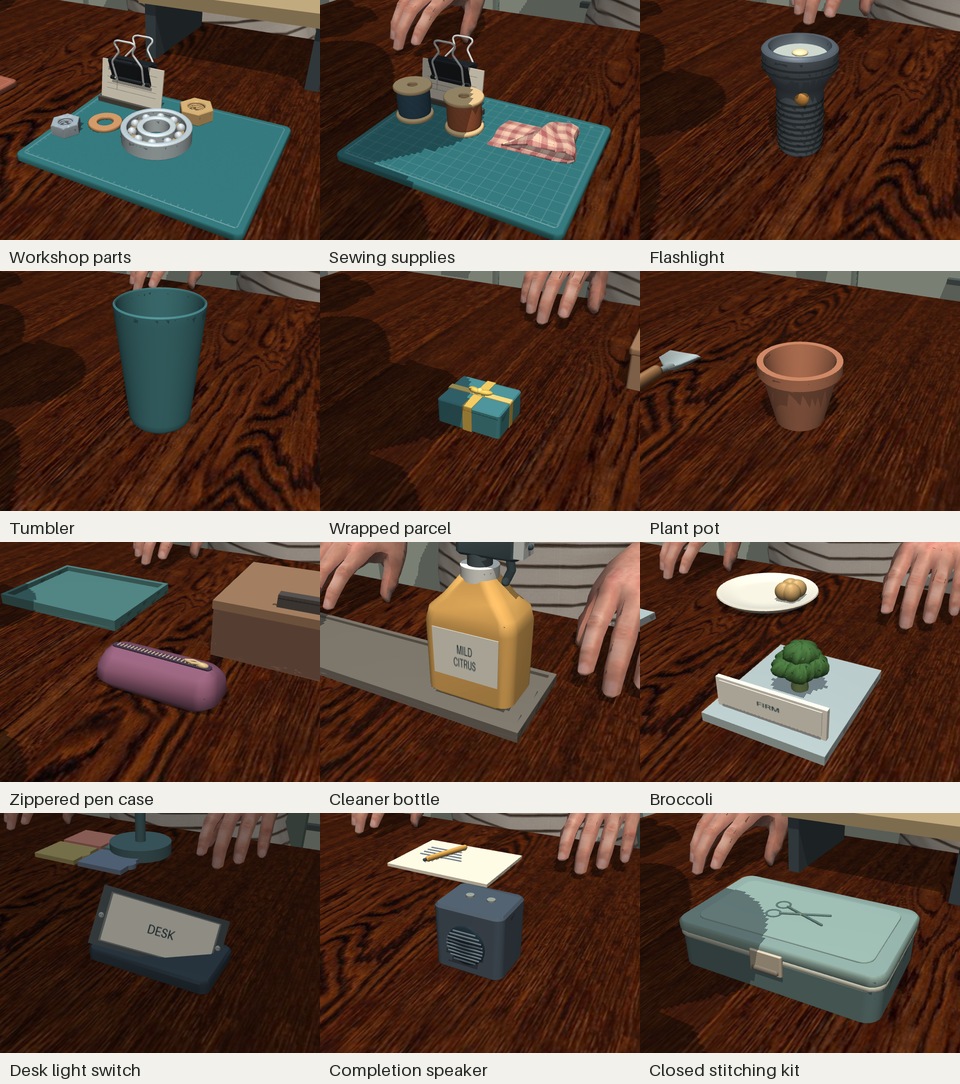 Workshop parts
Sewing supplies
Flashlight
Tumbler
Wrapped parcel
Plant pot
MILD
CITRUS
FIRM
Zippered pen case
Cleaner bottle
Broccoli
DESK
Desk light switch
Completion speaker
Closed stitching kit